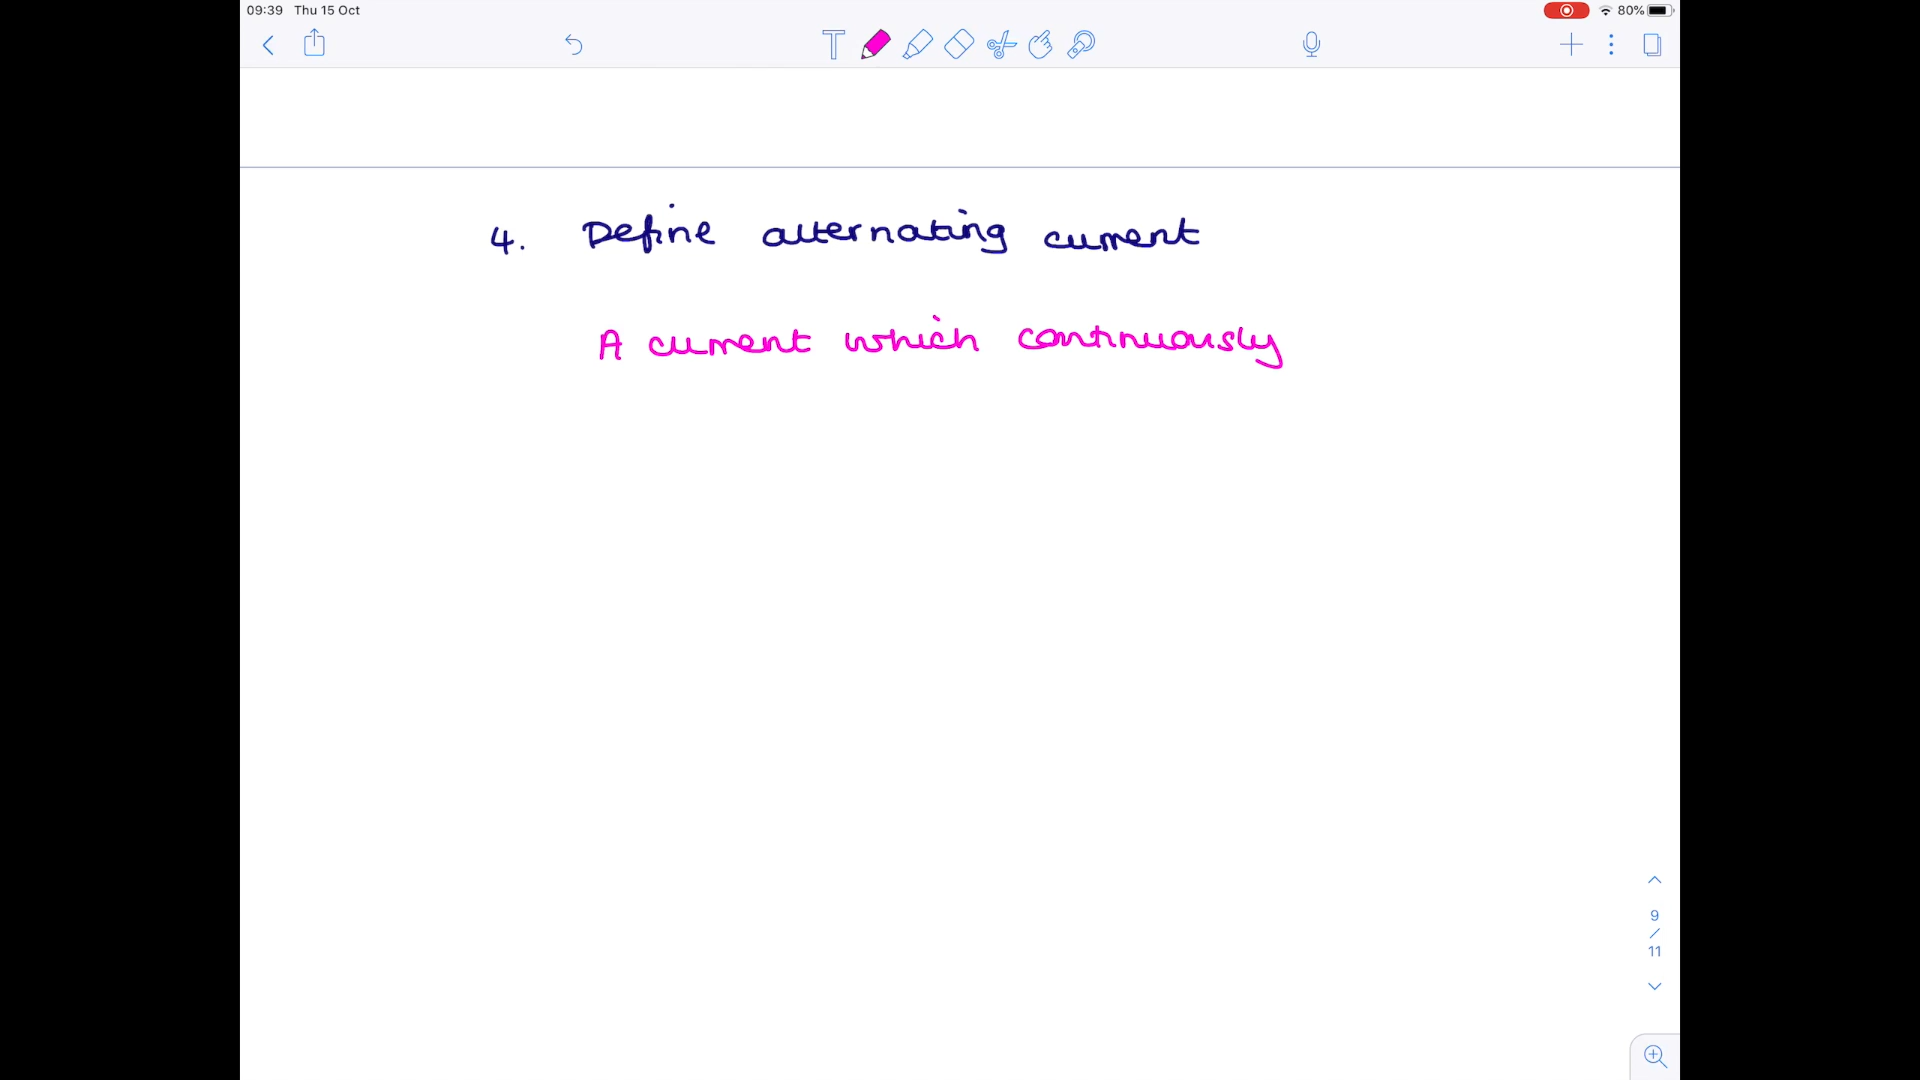 09:39 Thu 15 Oct 80%
T
4. Define alternating current
A current which continuously
9
/
11